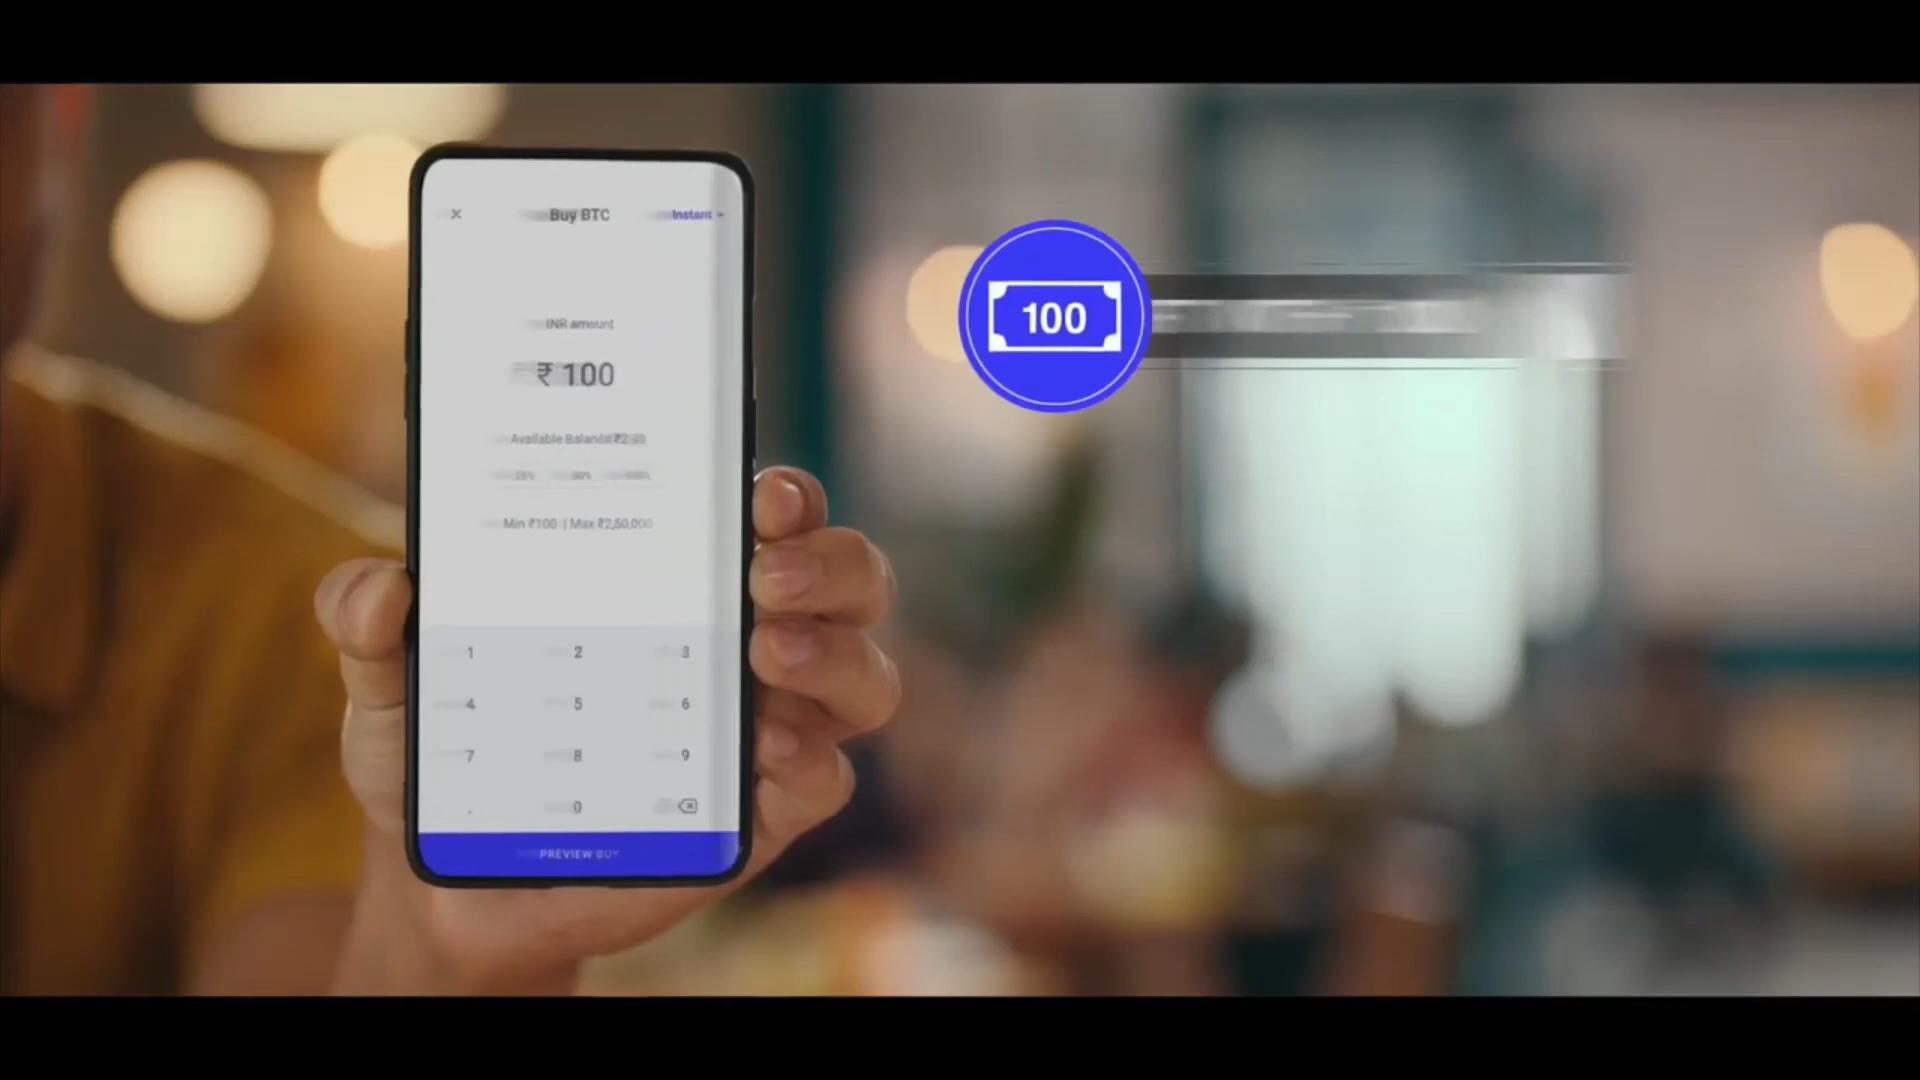 Buy BTC
Instant
INR amount
₹ 100
Available Balance
Min ₹100 | Max ₹2,50,000
1 2 3
4 5 6
7 8 9
. 0
PREVIEW BUY
100